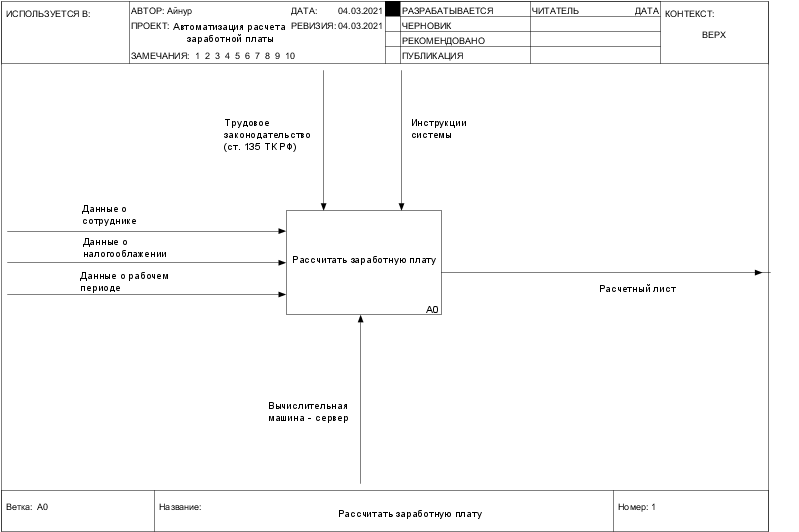 ИСПОЛЬЗУЕТСЯ В:
АВТОР: Айнур
ДАТА: 04.03.2021
ПРОЕКТ: Автоматизация расчета
заработной платы
РЕВИЗИЯ: 04.03.2021
ЗАМЕЧАНИЯ: 1 2 3 4 5 6 7 8 9 10
РАЗРАБАТЫВАЕТСЯ
ЧЕРНОВИК
РЕКОМЕНДОВАНО
ПУБЛИКАЦИЯ
ЧИТАТЕЛЬ ДАТА
КОНТЕКСТ:
ВЕРХ
Трудовое
законодательство
(ст. 135 ТК РФ)
Инструкции
системы
Данные о
сотруднике
Данные о
налогооблажении
Данные о рабочем
периоде
Рассчитать заработную плату
A0
Расчетный лист
Вычислительная
машина - сервер
Ветка: A0
Название:
Рассчитать заработную плату
Номер: 1